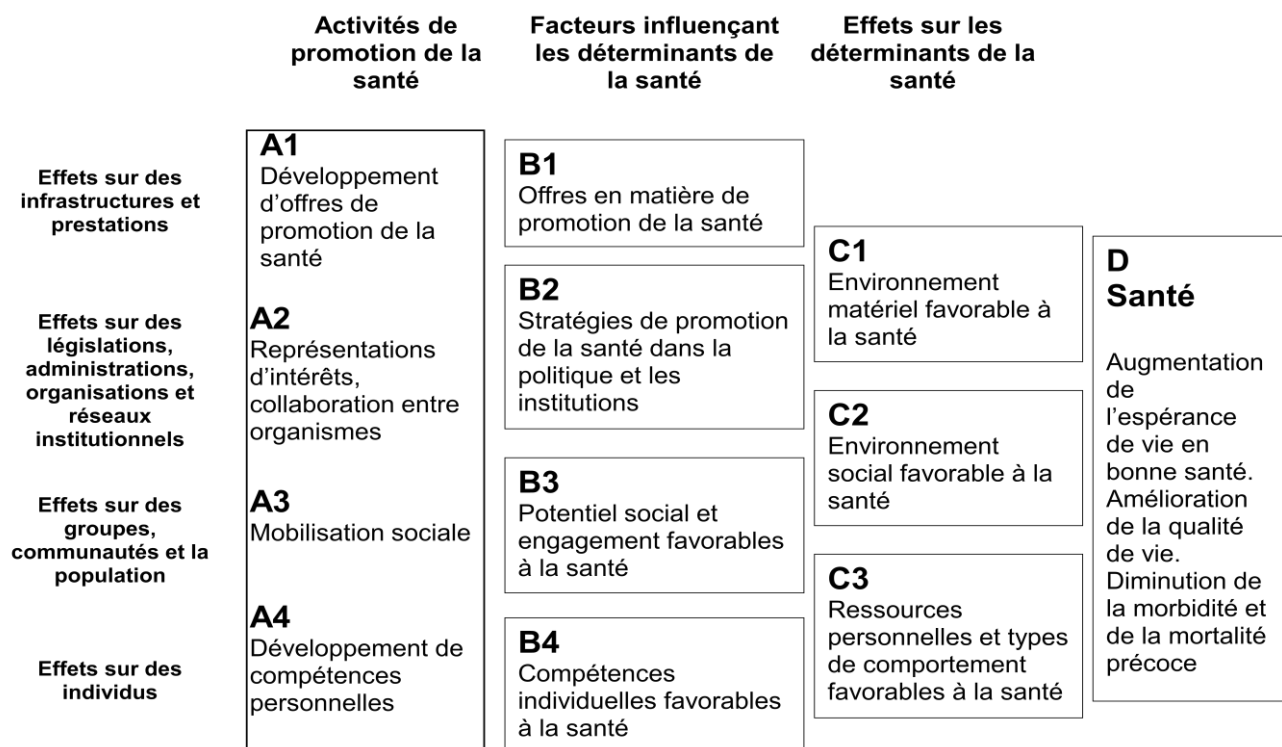 Activités de
promotion de la
santé
Facteurs influençant
les déterminants de
la santé
Effets sur les
déterminants de la
santé
Effets sur des
infrastructures et
prestations
A1
Développement
d'offres de
promotion de la
santé
B1
Offres en matière de
promotion de la santé
C1
Environnement
matériel favorable à
la santé
D
Santé
Augmentation
de
l'espérance
de vie en
bonne santé.
Amélioration
de la qualité
de vie.
Diminution de
la morbidité et
de la mortalité
précoce
Effets sur des
législations,
administrations,
organisations et
réseaux
institutionnels
A2
Représentations
d'intérêts,
collaboration entre
organismes
B2
Stratégies de promotion
de la santé dans la
politique et les
institutions
C2
Environnement
social favorable à la
santé
Effets sur des
groupes,
communautés et la
population
A3
Mobilisation sociale
B3
Potentiel social et
engagement favorables
à la santé
C3
Ressources
personnelles et types
de comportement
favorables à la santé
Effets sur des
individus
A4
Développement de
compétences
personnelles
B4
Compétences
individuelles favorables
à la santé